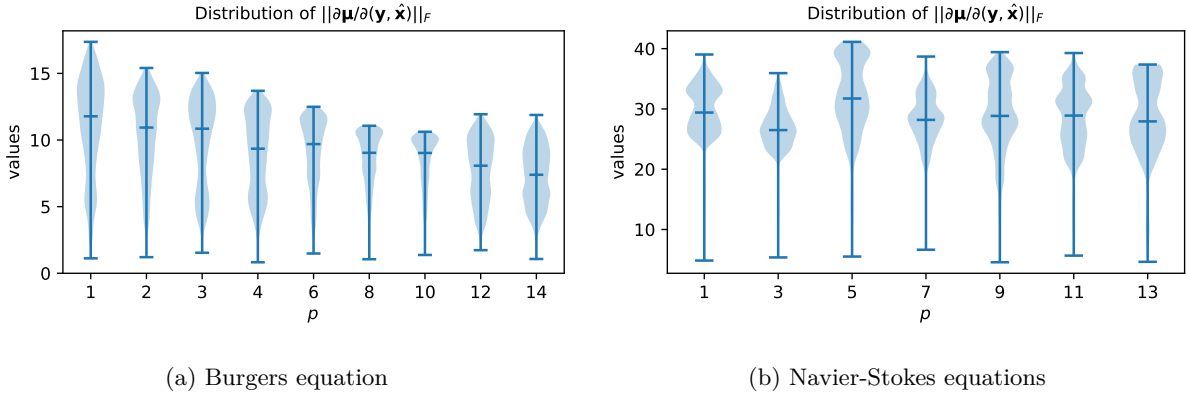 Distribution of ||∂𝛍/∂(𝐲, 𝐱̂)||_F
values
15
10
5
0
1 2 3 4 6 8 10 12 14
p
(a) Burgers equation
Distribution of ||∂𝛍/∂(𝐲, 𝐱̂)||_F
values
40
30
20
10
1 3 5 7 9 11 13
p
(b) Navier-Stokes equations